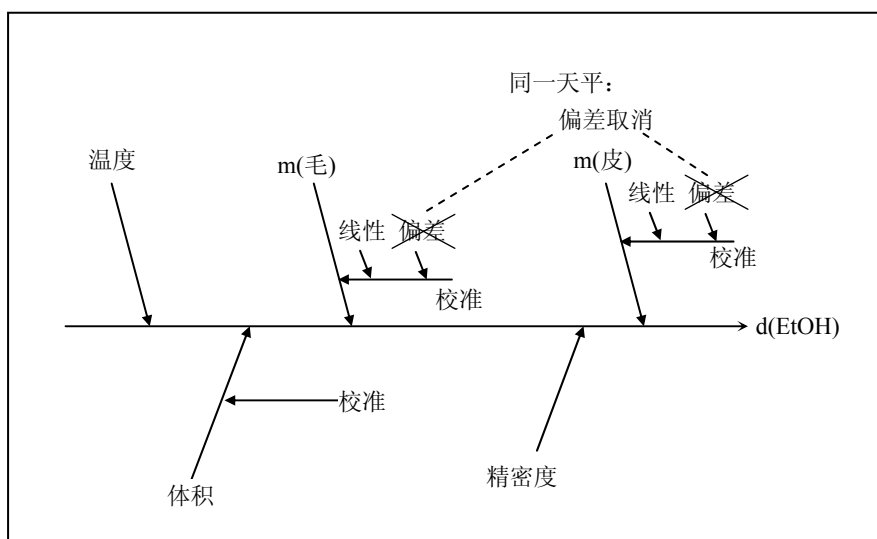 同一天平：
偏差取消
温度
m(毛)
m(皮)
线性
偏差
校准
线性
偏差
校准
d(EtOH)
校准
体积
精密度